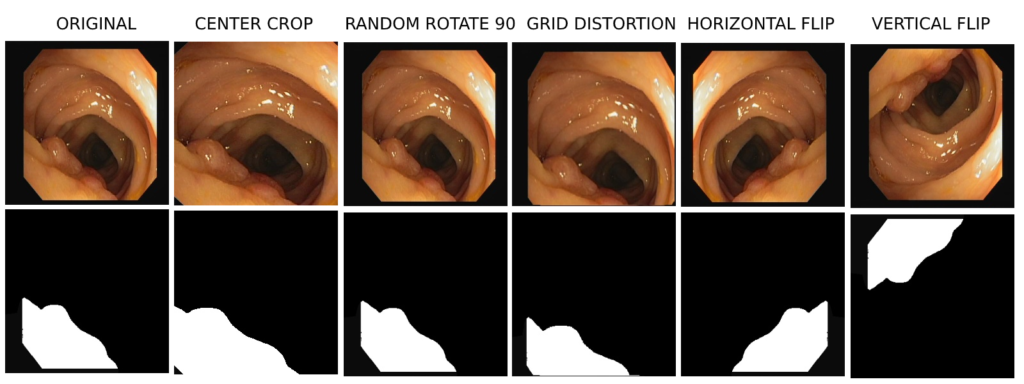 ORIGINAL CENTER CROP RANDOM ROTATE 90 GRID DISTORTION HORIZONTAL FLIP VERTICAL FLIP